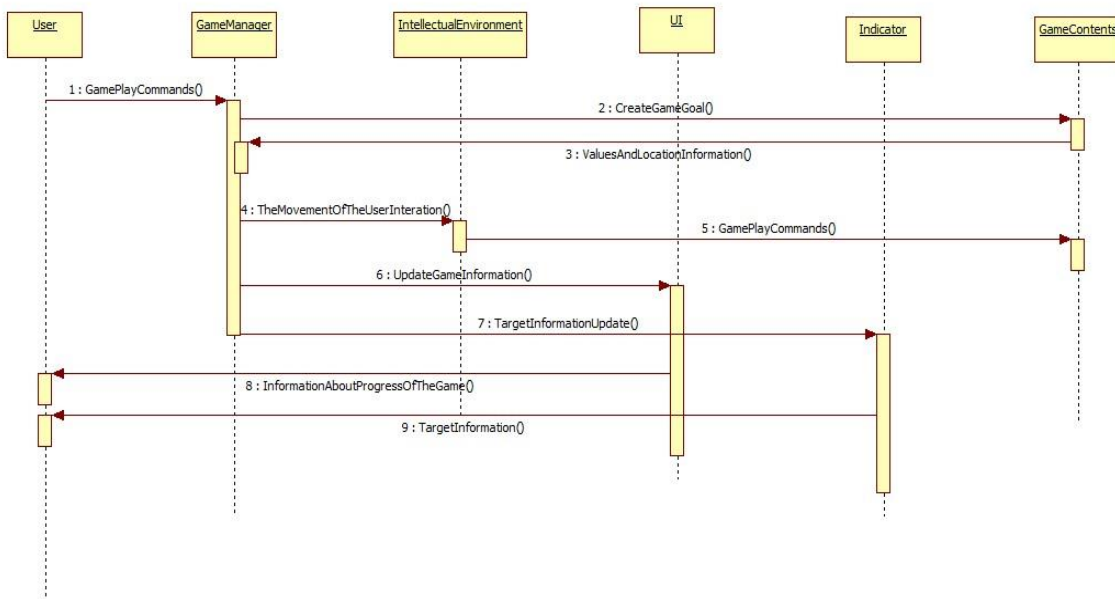 User
GameManager
IntellectualEnvironment
UI
Indicator
GameContents
1 : GamePlayCommands()
2 : CreateGameGoal()
3 : ValuesAndLocationInformation()
4 : TheMovementOfTheUserInteration()
5 : GamePlayCommands()
6 : UpdateGameInformation()
7 : TargetInformationUpdate()
8 : InformationAboutProgressOfTheGame()
9 : TargetInformation()